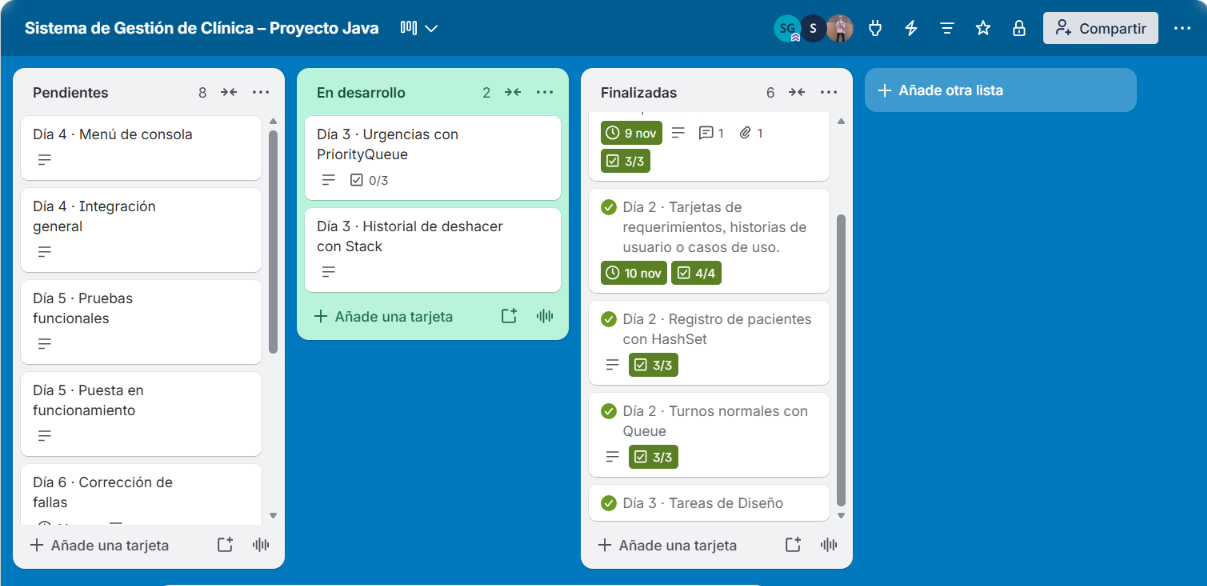 Sistema de Gestión de Clínica – Proyecto Java
SG
S
Compartir
Pendientes
8
Día 4 · Menú de consola
Día 4 · Integración
general
Día 5 · Pruebas
funcionales
Día 5 · Puesta en
funcionamiento
Día 6 · Corrección de
fallas
Añade una tarjeta
En desarrollo
2
Día 3 · Urgencias con
PriorityQueue
0/3
Día 3 · Historial de deshacer
con Stack
Añade una tarjeta
Finalizadas
6
9 nov 1 1
3/3
Día 2 · Tarjetas de
requerimientos, historias de
usuario o casos de uso.
10 nov 4/4
Día 2 · Registro de pacientes
con HashSet
3/3
Día 2 · Turnos normales con
Queue
3/3
Día 3 · Tareas de Diseño
Añade una tarjeta
Añade otra lista